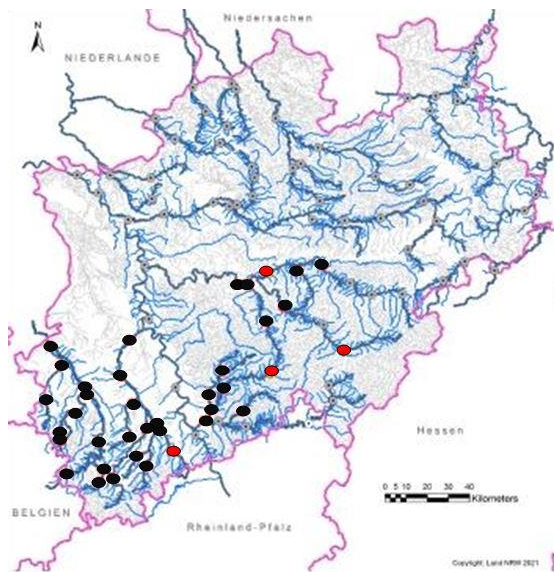 Niedersachen
N
NIEDERLANDE
Hessen
0 5 10 20 30 40
Kilometers
BELGIEN
Rheinland-Pfalz
Copyright: Land NRW 2021